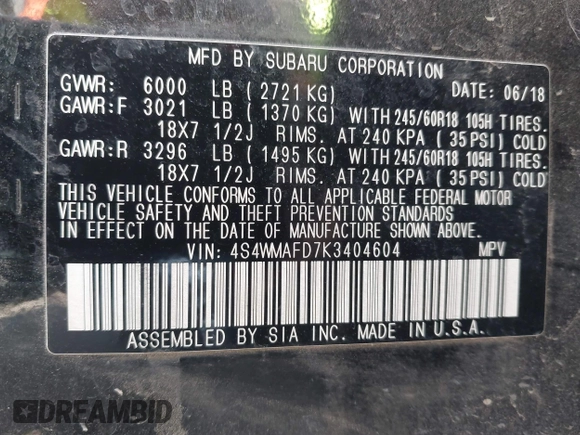 MFD BY SUBARU CORPORATION
GVWR: 6000 LB ( 2721 KG) DATE: 06/18
GAWR:F 3021 LB ( 1370 KG) WITH 245/60R18 105H TIRES.
18X7 1/2J RIMS. AT 240 KPA ( 35 PSI) COLD
GAWR:R 3296 LB ( 1495 KG) WITH 245/60R18 105H TIRES.
18X7 1/2J RIMS. AT 240 KPA ( 35 PSI) COLD
THIS VEHICLE CONFORMS TO ALL APPLICABLE FEDERAL MOTOR
VEHICLE SAFETY AND THEFT PREVENTION STANDARDS
IN EFFECT ON THE DATE OF MANUFACTURE SHOWN ABOVE.
VIN: 4S4WMAFD7K3404604 MPV
ASSEMBLED BY SIA INC. MADE IN U.S.A.
DREAMBID